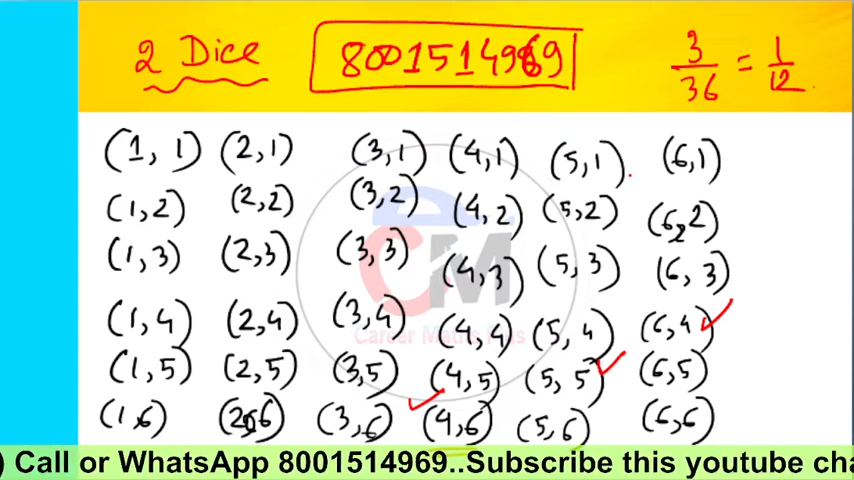 2 Dice 8001514969 3/36 = 1/12
(1, 1) (2, 1) (3, 1) (4, 1) (5, 1) (6, 1)
(1, 2) (2, 2) (3, 2) (4, 2) (5, 2) (6, 2)
(1, 3) (2, 3) (3, 3) (4, 3) (5, 3) (6, 3)
(1, 4) (2, 4) (3, 4) (4, 4) (5, 4) (6, 4)
(1, 5) (2, 5) (3, 5) (4, 5) (5, 5) (6, 5)
(1, 6) (2, 6) (3, 6) (4, 6) (5, 6) (6, 6)
eCM
Career Maths Plus
) Call or WhatsApp 8001514969..Subscribe this youtube cha